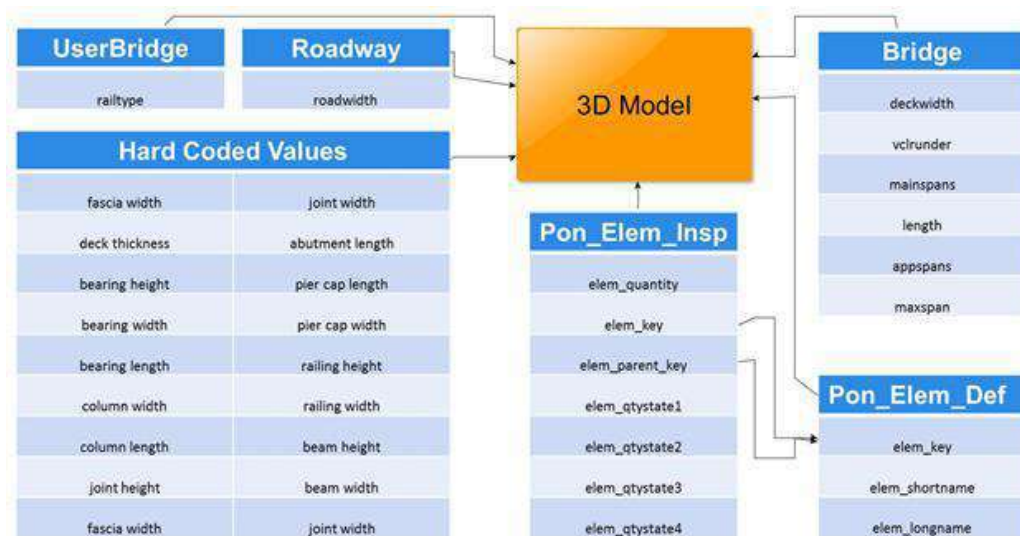 UserBridge
railtype
Roadway
roadwidth
3D Model
Bridge
deckwidth
vclrunder
mainspans
length
appspans
maxspan
Hard Coded Values
fascia width joint width
deck thickness abutment length
bearing height pier cap length
bearing width pier cap width
bearing length railing height
column width railing width
column length beam height
joint height beam width
fascia width joint width
Pon_Elem_Insp
elem_quantity
elem_key
elem_parent_key
elem_qtystate1
elem_qtystate2
elem_qtystate3
elem_qtystate4
Pon_Elem_Def
elem_key
elem_shortname
elem_longname